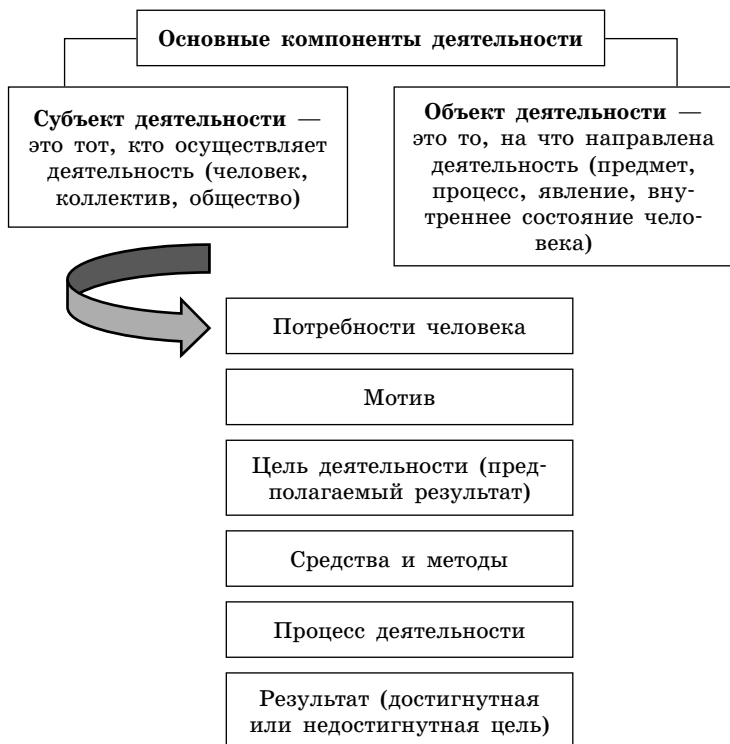 Основные компоненты деятельности
Субъект деятельности —
это тот, кто осуществляет
деятельность (человек,
коллектив, общество)
Объект деятельности —
это то, на что направлена
деятельность (предмет,
процесс, явление, вну-
треннее состояние чело-
века)
Потребности человека
Мотив
Цель деятельности (пред-
полагаемый результат)
Средства и методы
Процесс деятельности
Результат (достигнутая
или недостигнутая цель)